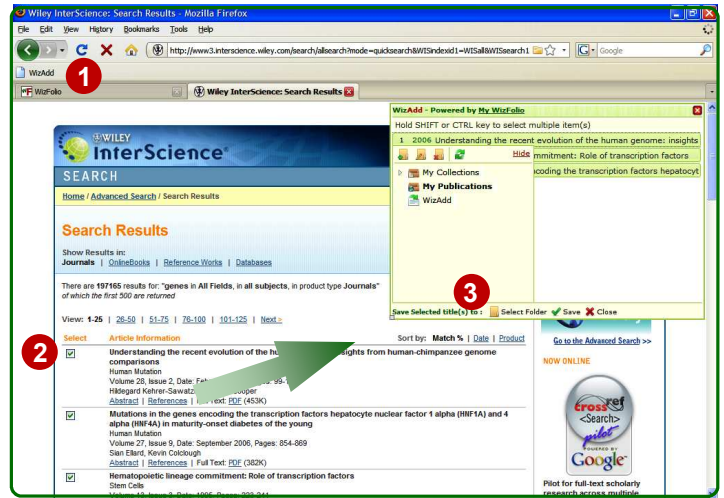 Wiley InterScience: Search Results - Mozilla Firefox
File Edit View History Bookmarks Tools Help
http://www3.interscience.wiley.com/search/allsearch?mode=quicksearch&WISindexid1=WISall&WISsearch1
G Google
WizAdd
1
WF WizFolio
Wiley InterScience: Search Results
WizAdd - Powered by My WizFolio
Hold SHIFT or CTRL key to select multiple item(s)
1 2006 Understanding the recent evolution of the human genome: insights
Hide
mmitment: Role of transcription factors
My Collections
ncoding the transcription factors hepatocyt
My Publications
WizAdd
3
Save Selected title(s) to : Select Folder Save Close
WILEY
InterScience
SEARCH
Home / Advanced Search / Search Results
Search Results
Show Results in:
Journals | OnlineBooks | Reference Works | Databases
There are 197165 results for: "genes in All Fields, in all subjects, in product type Journals"
of which the first 500 are returned
View: 1-25 | 26-50 | 51-75 | 76-100 | 101-125 | Next >
2
Select Article Information Sort by: Match % | Date | Product
Understanding the recent evolution of the hu sights from human-chimpanzee genome
comparisons
Human Mutation
Volume 28, Issue 2, Date: Fe 99-
Hildegard Kehrer-Sawatz ooper
Abstract | References | Text: PDF (453K)
Mutations in the genes encoding the transcription factors hepatocyte nuclear factor 1 alpha (HNF1A) and 4
alpha (HNF4A) in maturity-onset diabetes of the young
Human Mutation
Volume 27, Issue 9, Date: September 2006, Pages: 854-869
Sian Ellard, Kevin Colclough
Abstract | References | Full Text: PDF (382K)
Hematopoietic lineage commitment: Role of transcription factors
Stem Cells
Go to the Advanced Search >>
NOW ONLINE
crossref
<Search>
pilot
POWERED BY
Google
Pilot for full-text scholarly
research across multiple